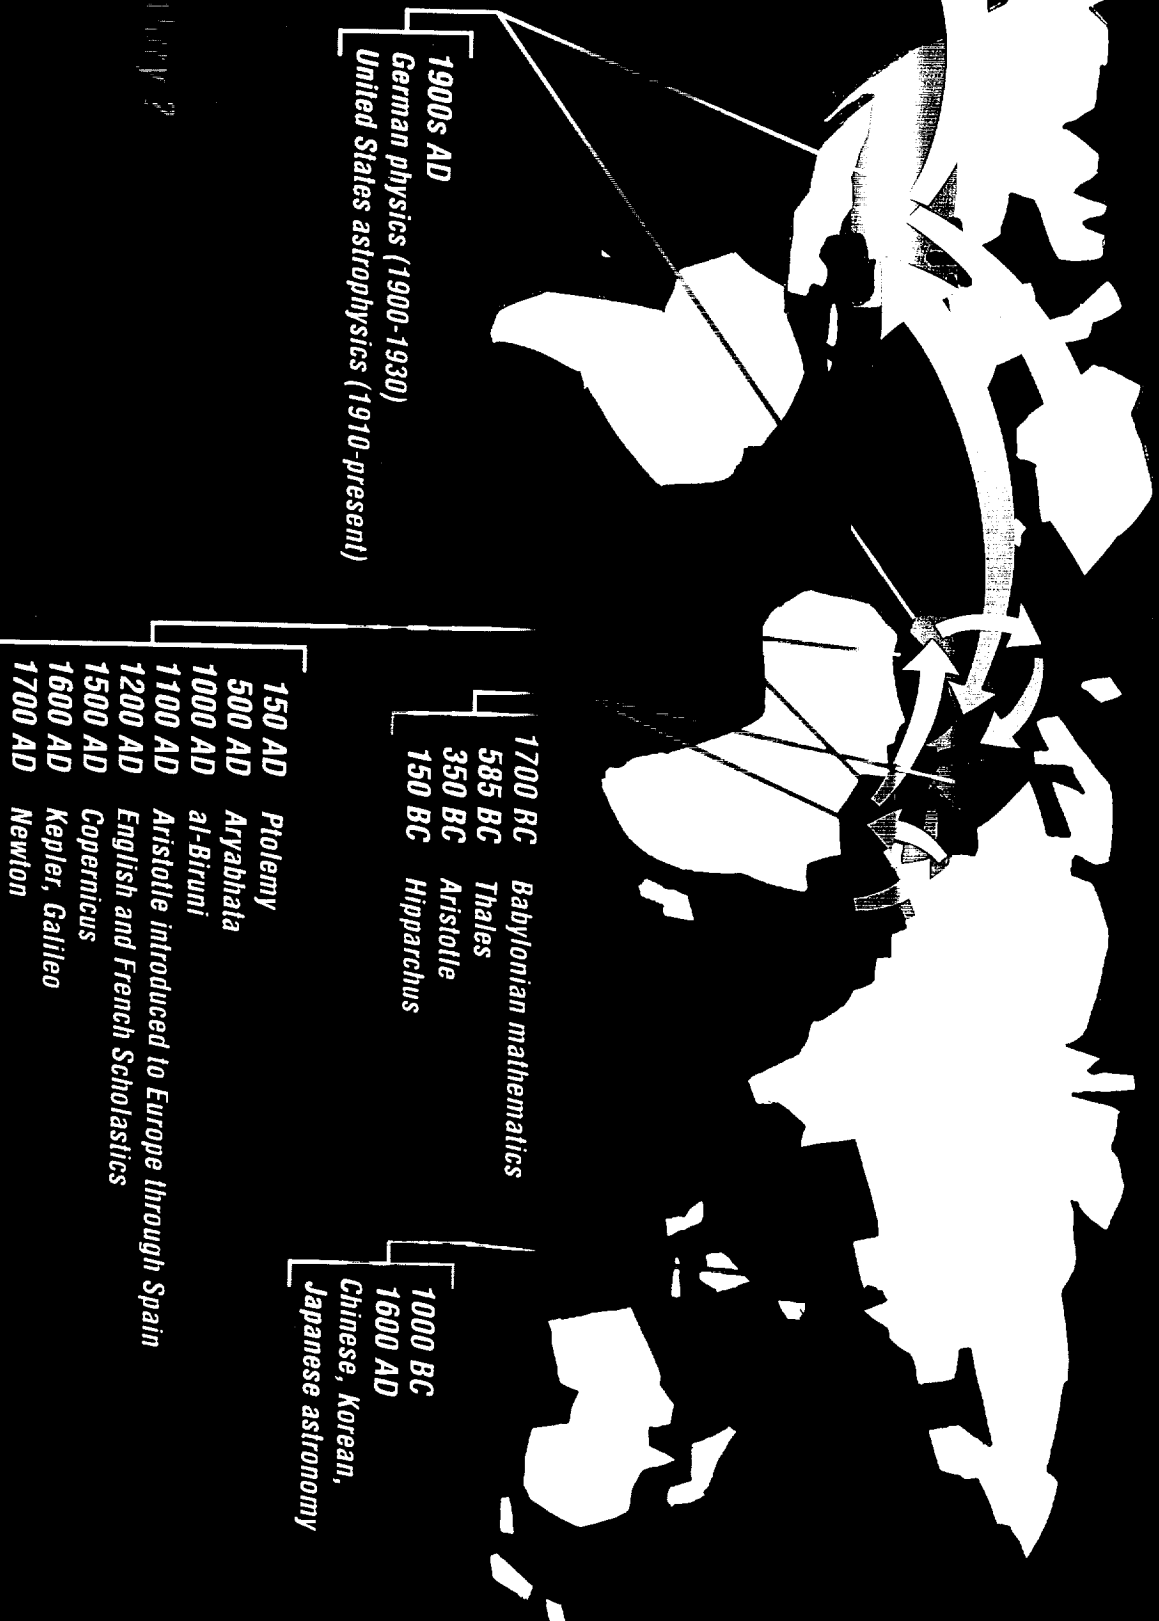 1900s AD
German physics (1900-1930)
United States astrophysics (1910-present)
1700 BC Babylonian mathematics
585 BC Thales
350 BC Aristotle
150 BC Hipparchus
150 AD Ptolemy
500 AD Aryabhata
1000 AD al-Biruni
1100 AD Aristotle introduced to Europe through Spain
1200 AD English and French Scholastics
1500 AD Copernicus
1600 AD Kepler, Galileo
1700 AD Newton
1000 BC
1600 AD
Chinese, Korean,
Japanese astronomy